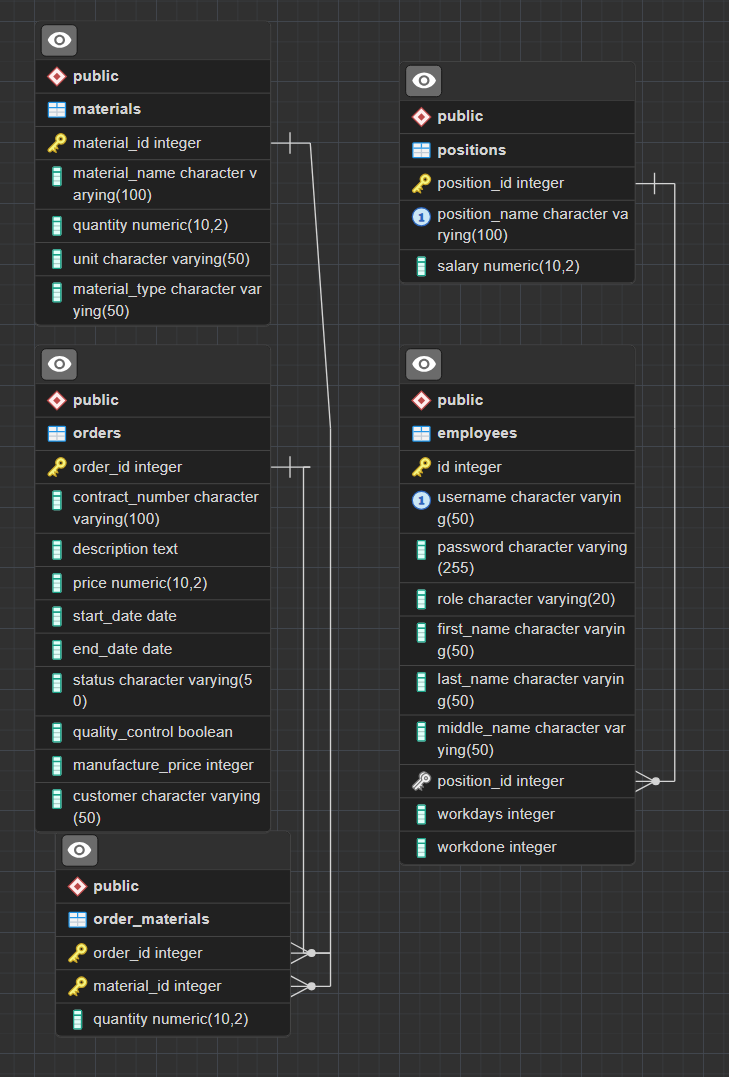 public
materials
material_id integer
material_name character v
arying(100)
quantity numeric(10,2)
unit character varying(50)
material_type character var
ying(50)
public
orders
order_id integer
contract_number character
varying(100)
description text
price numeric(10,2)
start_date date
end_date date
status character varying(5
0)
quality_control boolean
manufacture_price integer
customer character varying
(50)
public
order_materials
order_id integer
material_id integer
quantity numeric(10,2)
public
positions
position_id integer
1
position_name character va
rying(100)
salary numeric(10,2)
public
employees
id integer
1
username character varyin
g(50)
password character varying
(255)
role character varying(20)
first_name character varyin
g(50)
last_name character varyin
g(50)
middle_name character var
ying(50)
position_id integer
workdays integer
workdone integer